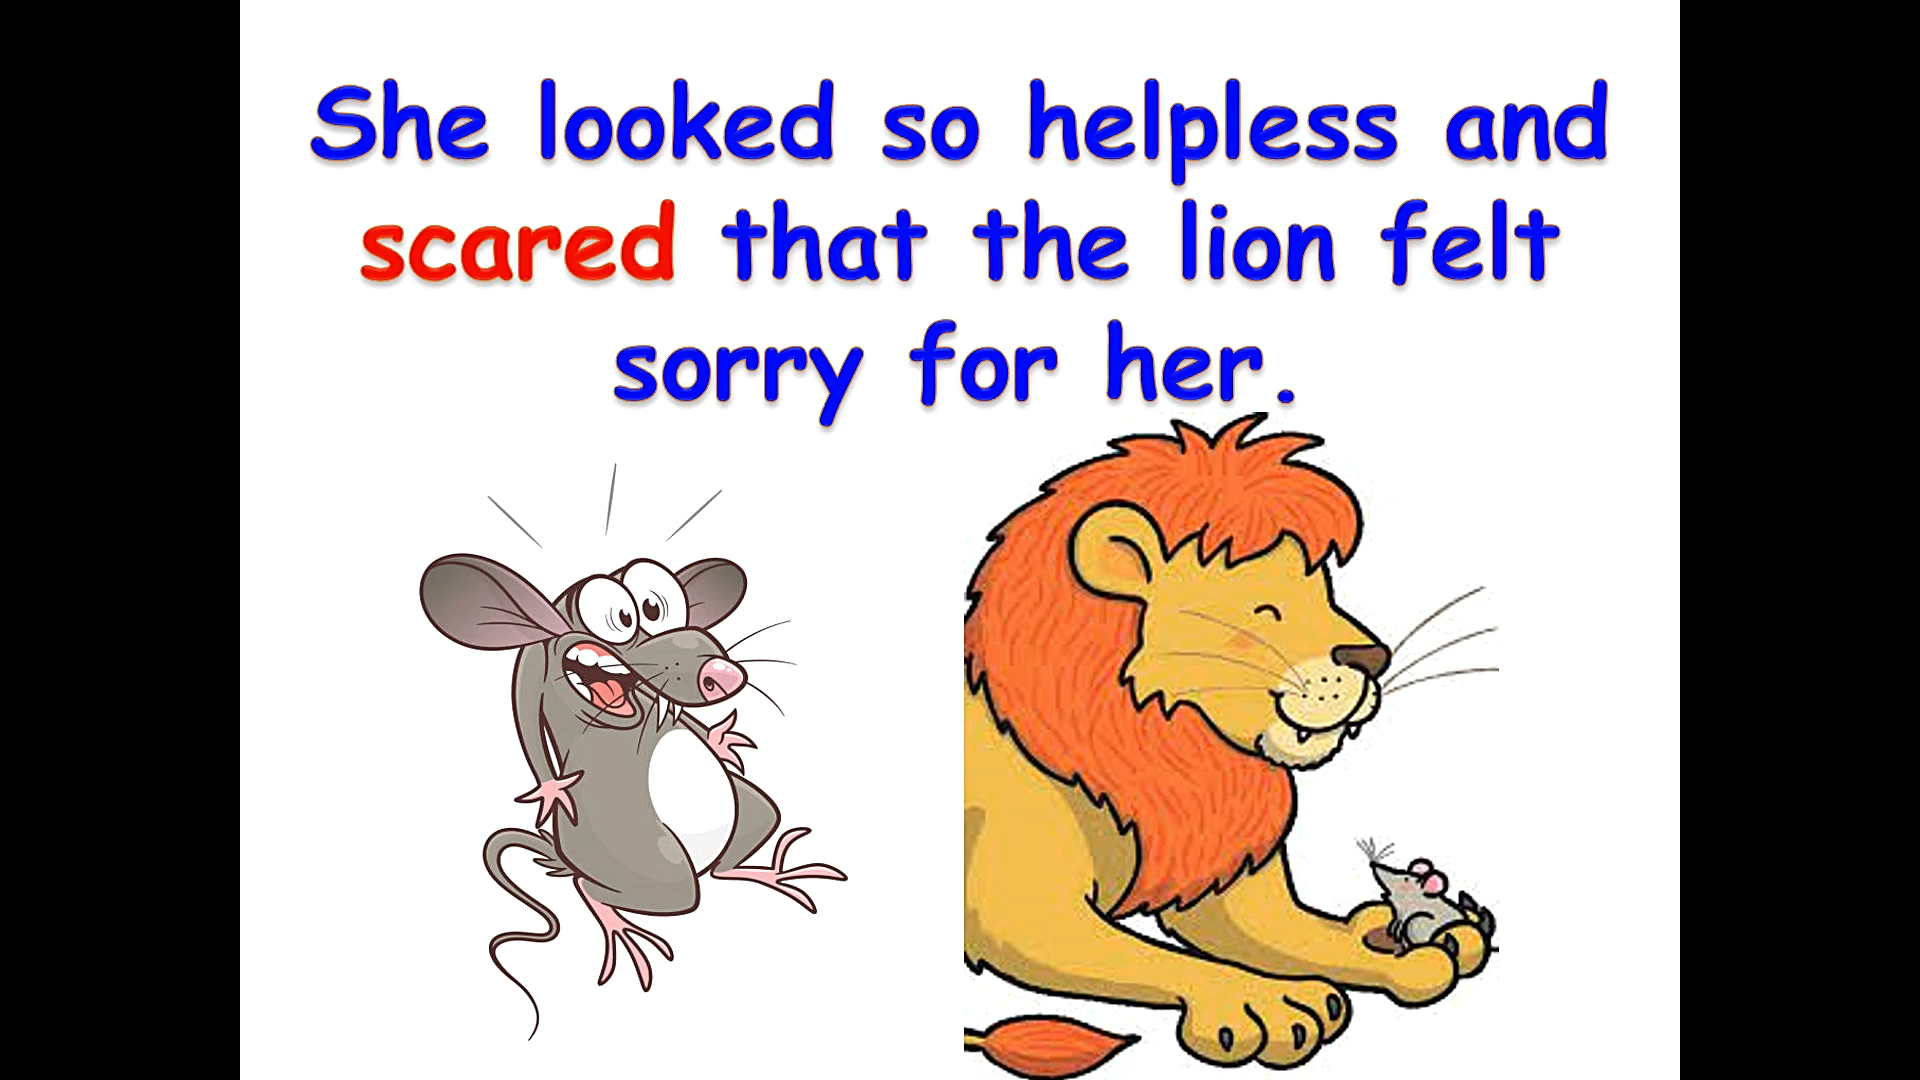 She looked so helpless and
scared that the lion felt
sorry for her.